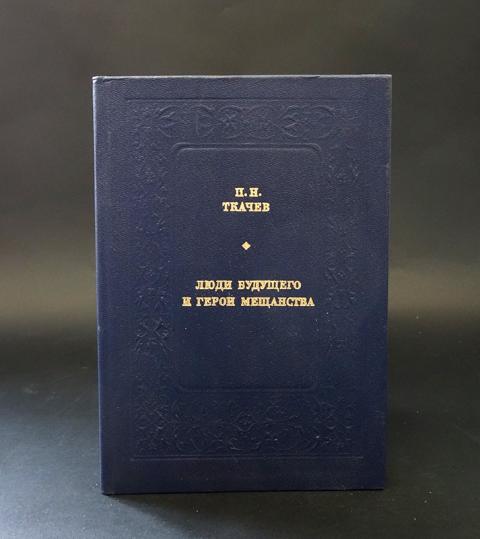 П. Н.
ТКАЧЕВ
ЛЮДИ БУДУЩЕГО
И ГЕРОИ МЕЩАНСТВА